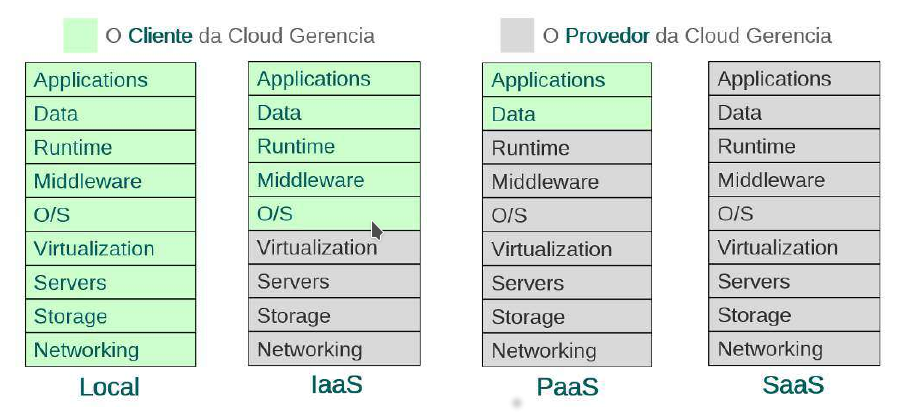 O Cliente da Cloud Gerencia
O Provedor da Cloud Gerencia
Applications
Data
Runtime
Middleware
O/S
Virtualization
Servers
Storage
Networking
Local
Applications
Data
Runtime
Middleware
O/S
Virtualization
Servers
Storage
Networking
IaaS
Applications
Data
Runtime
Middleware
O/S
Virtualization
Servers
Storage
Networking
PaaS
Applications
Data
Runtime
Middleware
O/S
Virtualization
Servers
Storage
Networking
SaaS